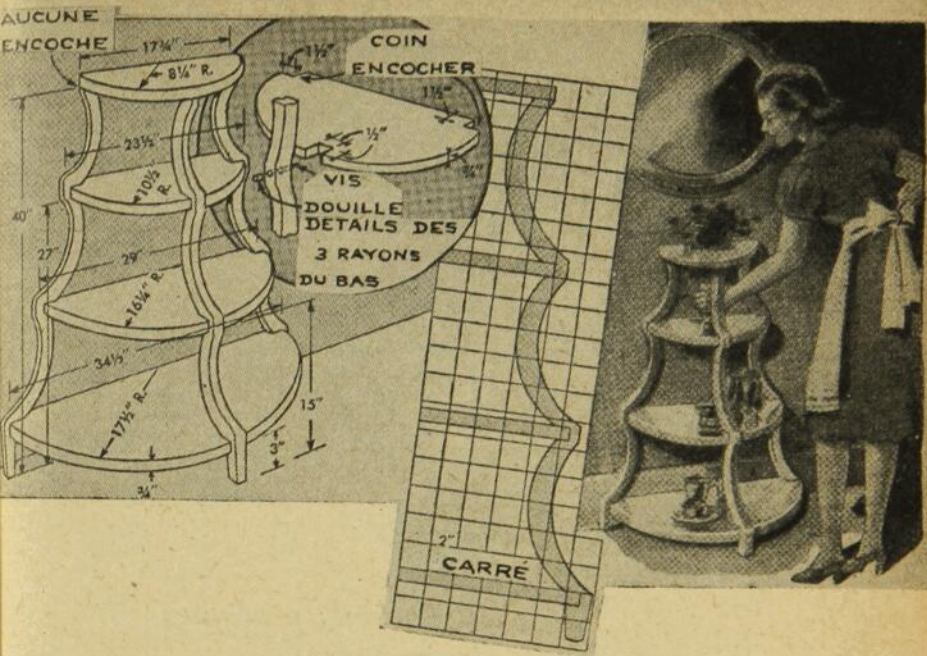 AUCUNE
ENCOCHE
17¾"
8¼" R.
23½"
10½" R.
40"
27"
29"
16¼" R.
34½"
17½" R.
15"
3"
¾"
1½"
COIN
ENCOCHER
1½"
½"
¾"
VIS
DOUILLE
DETAILS DES
3 RAYONS
DU BAS
2"
CARRÉ